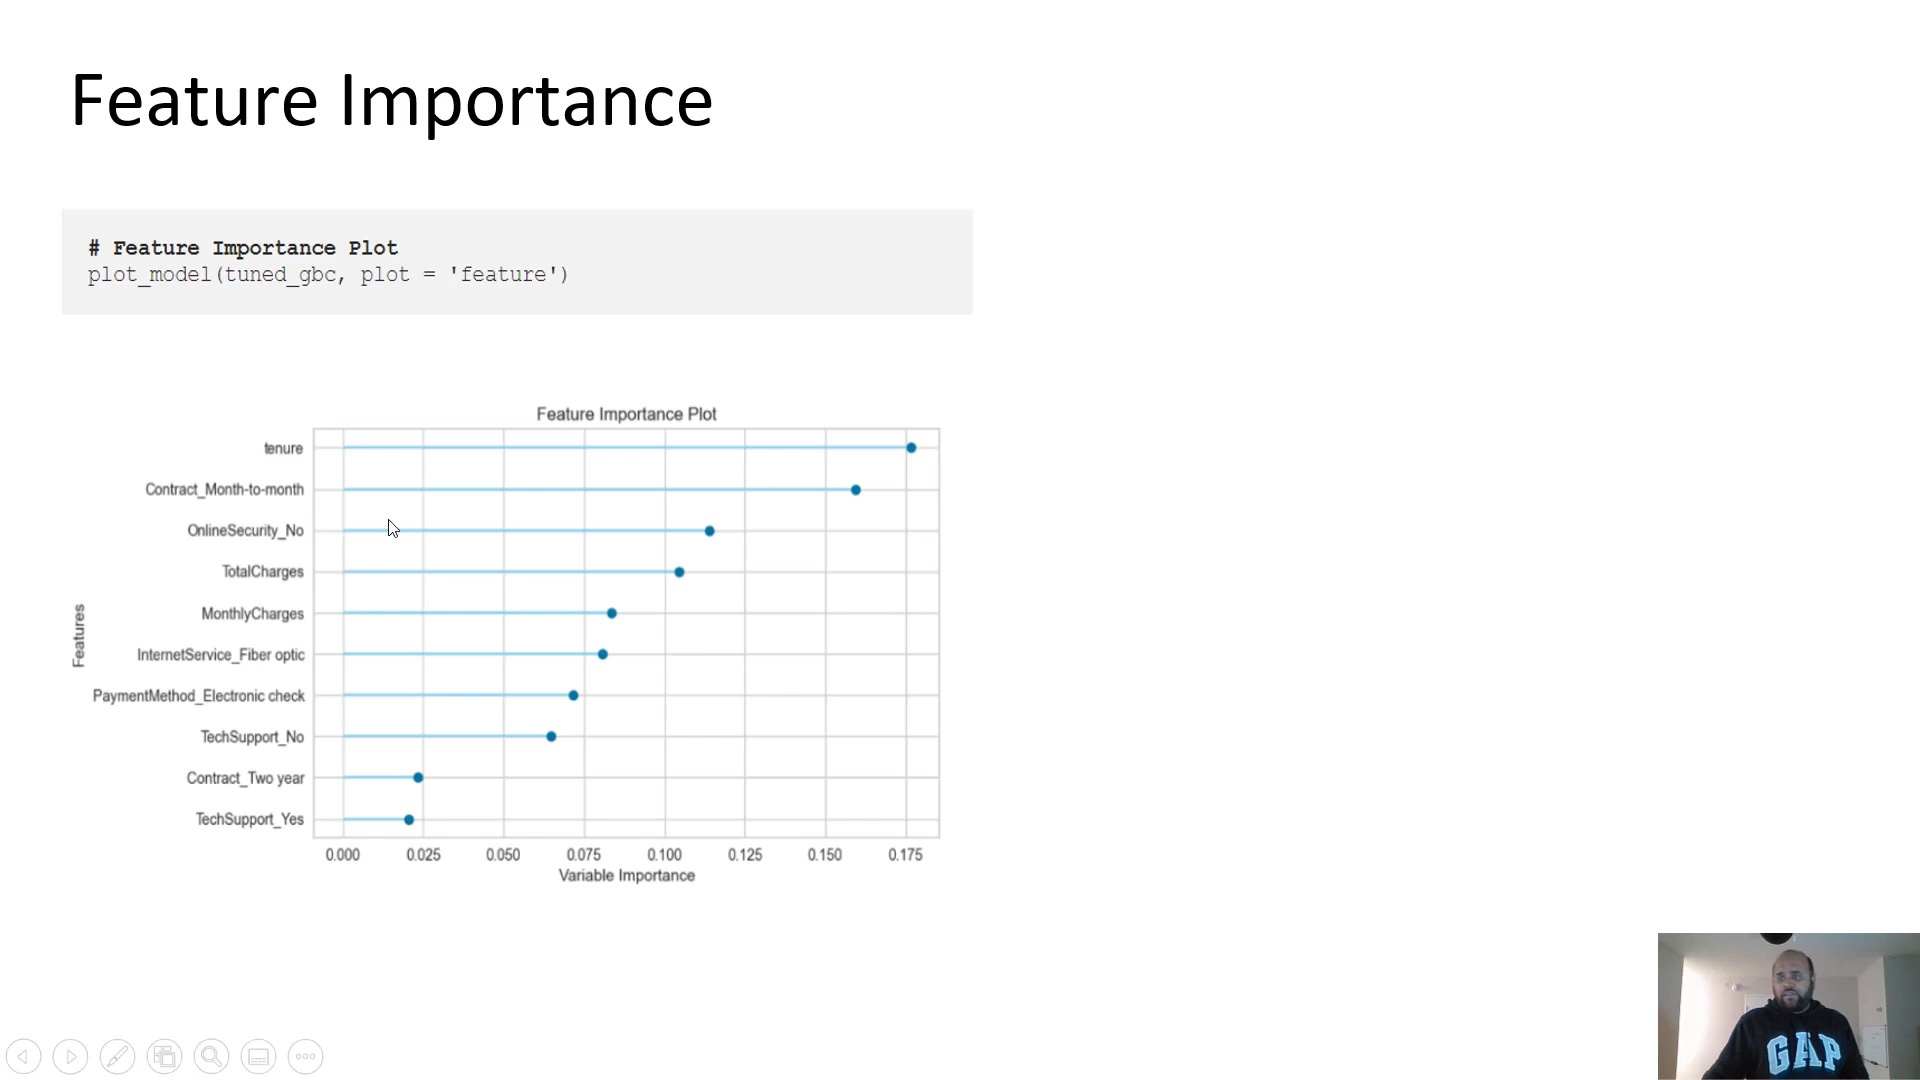 Feature Importance
# Feature Importance Plot
plot_model(tuned_gbc, plot = 'feature')
Feature Importance Plot
Features
tenure
Contract_Month-to-month
OnlineSecurity_No
TotalCharges
MonthlyCharges
InternetService_Fiber optic
PaymentMethod_Electronic check
TechSupport_No
Contract_Two year
TechSupport_Yes
0.000 0.025 0.050 0.075 0.100 0.125 0.150 0.175
Variable Importance
GAP